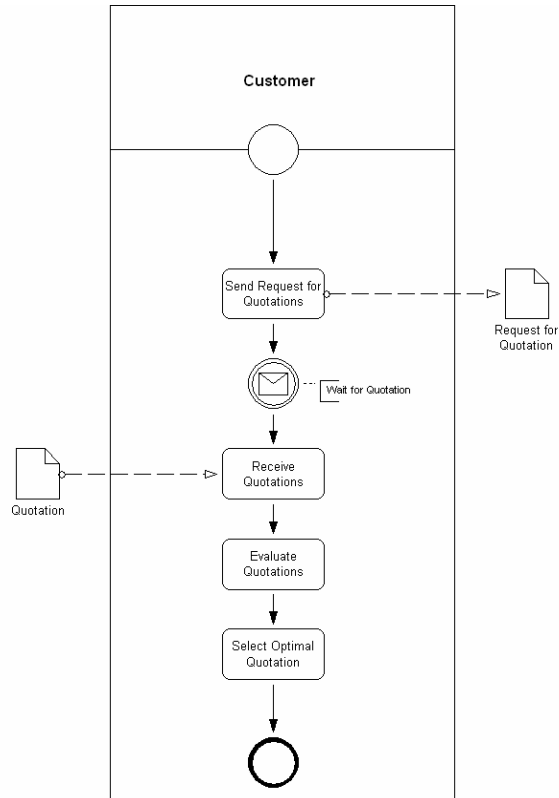 Customer
Send Request for
Quotations
Request for
Quotation
Wait for Quotation
Receive
Quotations
Quotation
Evaluate
Quotations
Select Optimal
Quotation